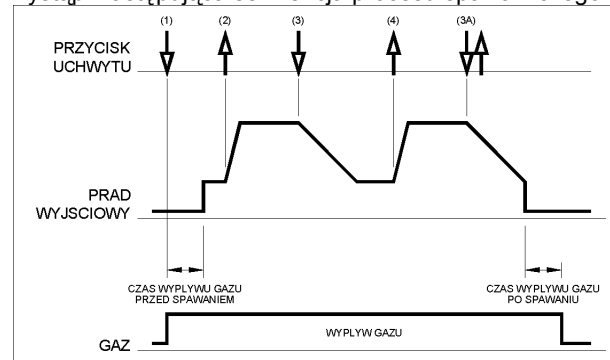 (1) (2) (3) (4) (3A)
PRZYCISK
UCHWYTU
PRAD
WYJSCIOWY
CZAS WYPLYWU GAZU
PRZED SPAWANIEM
CZAS WYPLYWU GAZU
PO SPAWANIU
WYPLYW GAZU
GAZ